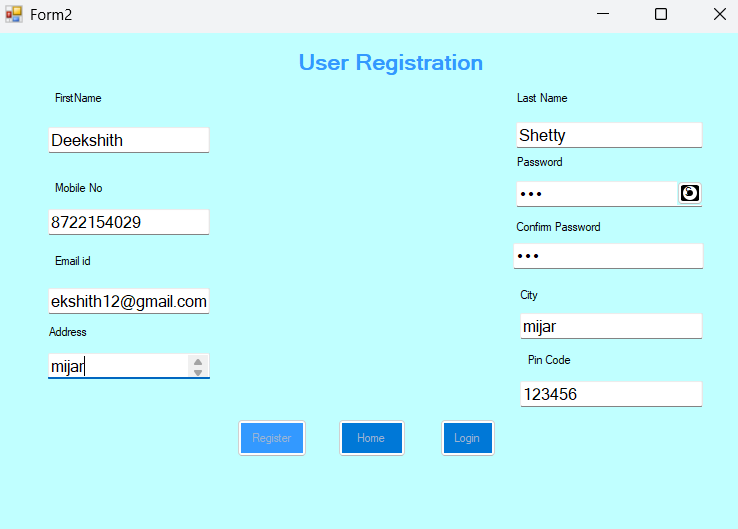 Form2
User Registration
FirstName
Deekshith
Mobile No
8722154029
Email id
ekshith12@gmail.com
Address
mijar
Last Name
Shetty
Password
•••
Confirm Password
•••
City
mijar
Pin Code
123456
Register
Home
Login